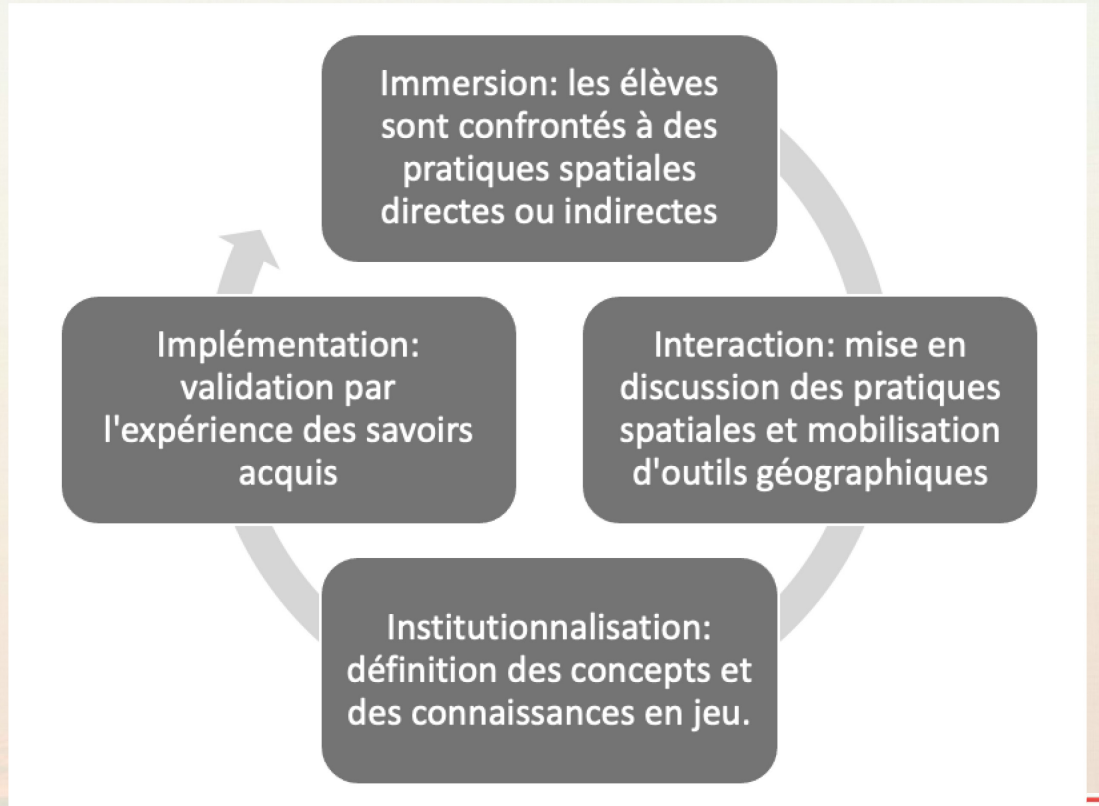 Immersion: les élèves
sont confrontés à des
pratiques spatiales
directes ou indirectes
Interaction: mise en
discussion des pratiques
spatiales et mobilisation
d'outils géographiques
Institutionnalisation:
définition des concepts et
des connaissances en jeu.
Implémentation:
validation par
l'expérience des savoirs
acquis